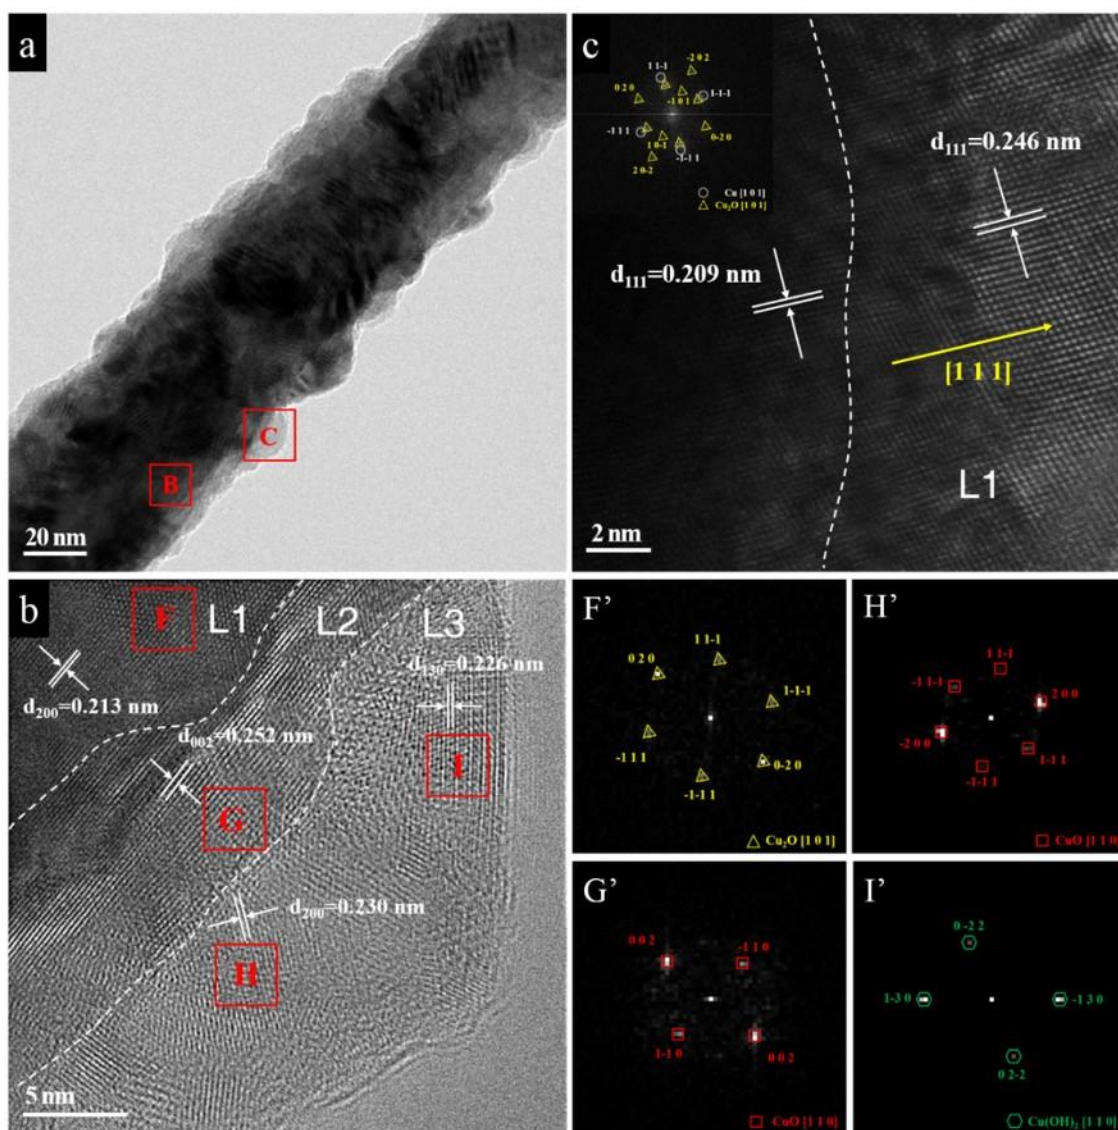 a
C
B
20 nm
c
1 1-1
-2 0 2
0 2 0
1-1-1
-1 0 1
-1 1 1
0-2 0
1 0-1
-1-1 1
2 0-2
Cu [1 0 1]
Cu₂O [1 0 1]
d₁₁₁=0.246 nm
d₁₁₁=0.209 nm
[1 1 1]
L1
2 nm
b
F
L1
L2
L3
d₁₃₀=0.226 nm
d₂₀₀=0.213 nm
d₀₀₂=0.252 nm
I
G
d₂₀₀=0.230 nm
H
5 nm
F’
1 1-1
0 2 0
1-1-1
-1 1 1
0-2 0
-1-1 1
Cu₂O [1 0 1]
H’
1 1-1
-1 1-1
2 0 0
-2 0 0
1-1 1
-1-1 1
CuO [1 1 0]
G’
0 0 2
-1 1 0
1-1 0
0 0 2
CuO [1 1 0]
I’
0 -2 2
1-3 0
-1 3 0
0 2-2
Cu(OH)₂ [1 1 0]